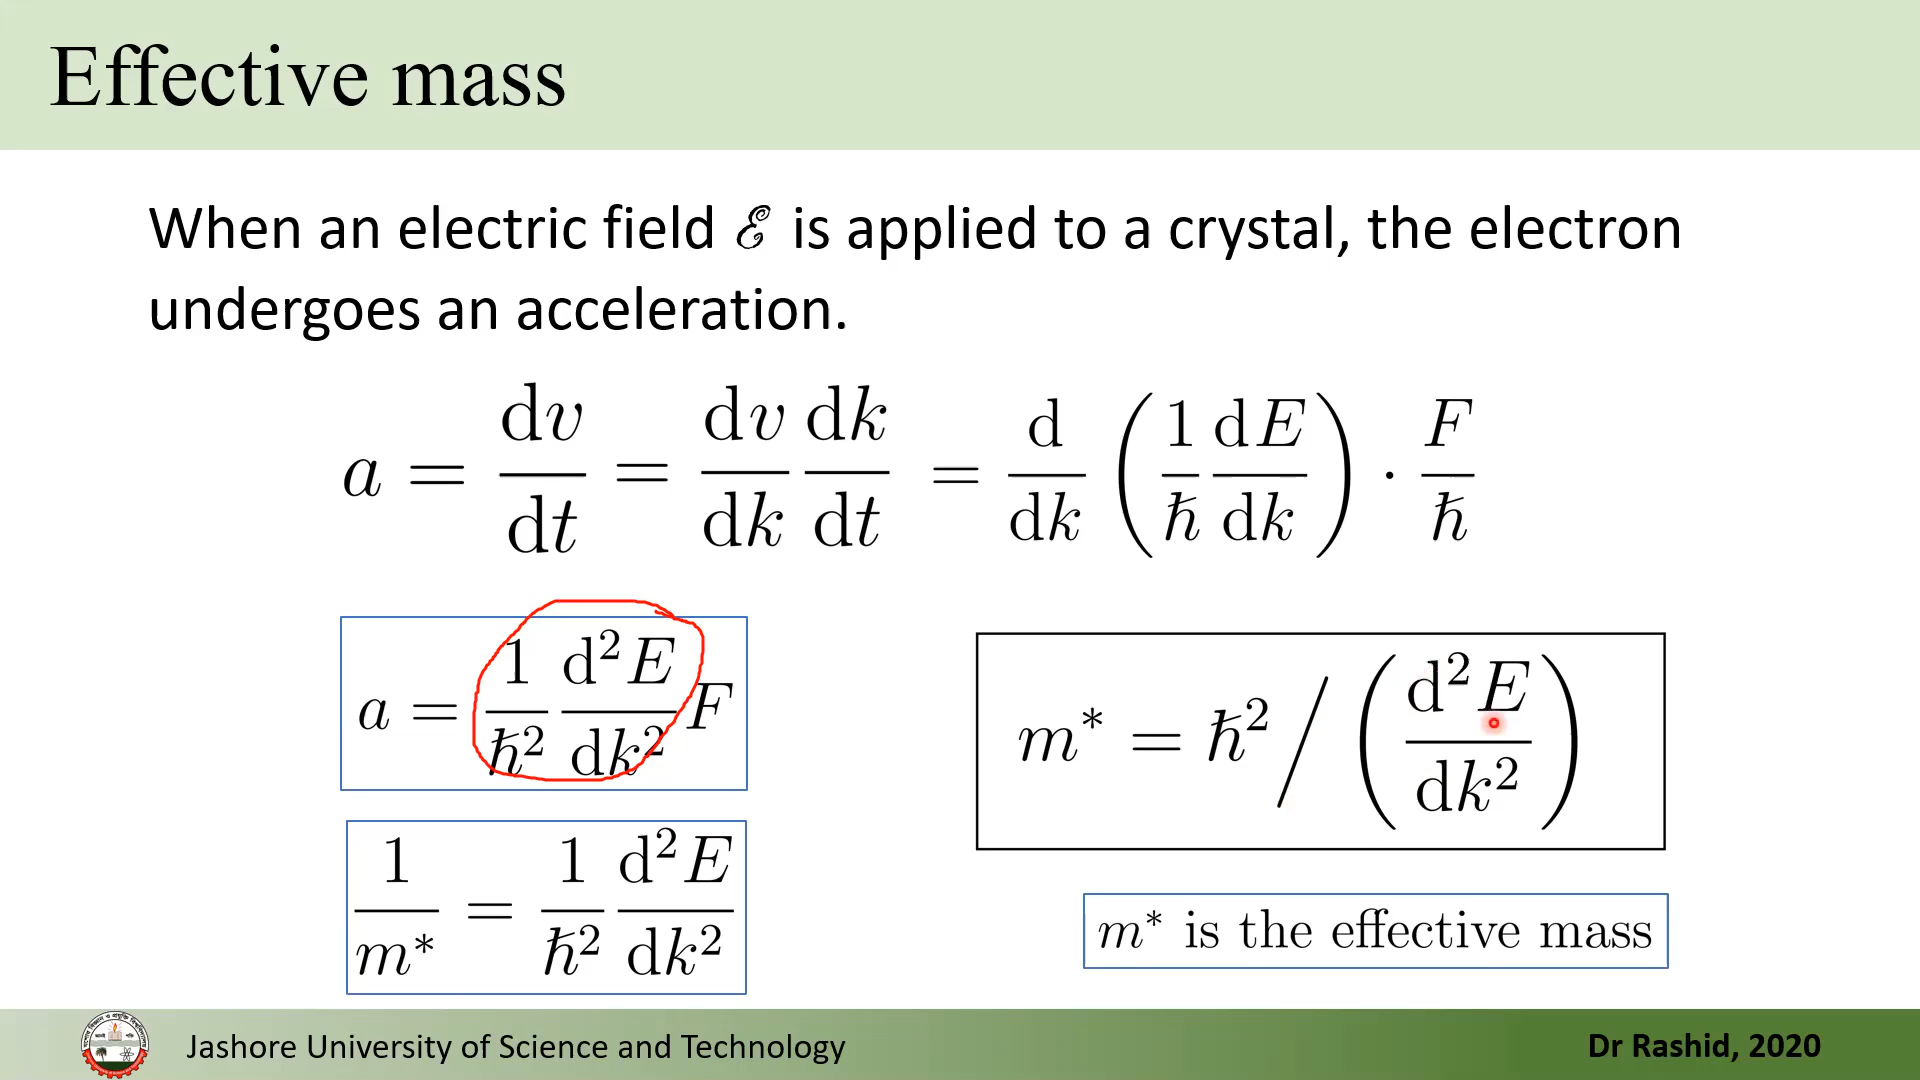 Effective mass
When an electric field ℰ is applied to a crystal, the electron
undergoes an acceleration.
a = dv/dt = dv/dk dk/dt = d/dk (1/ħ dE/dk) · F/ħ
a = 1/ħ² d²E/dk² F
m* = ħ² / (d²E/dk²)
1/m* = 1/ħ² d²E/dk²
m* is the effective mass
Jashore University of Science and Technology
Dr Rashid, 2020